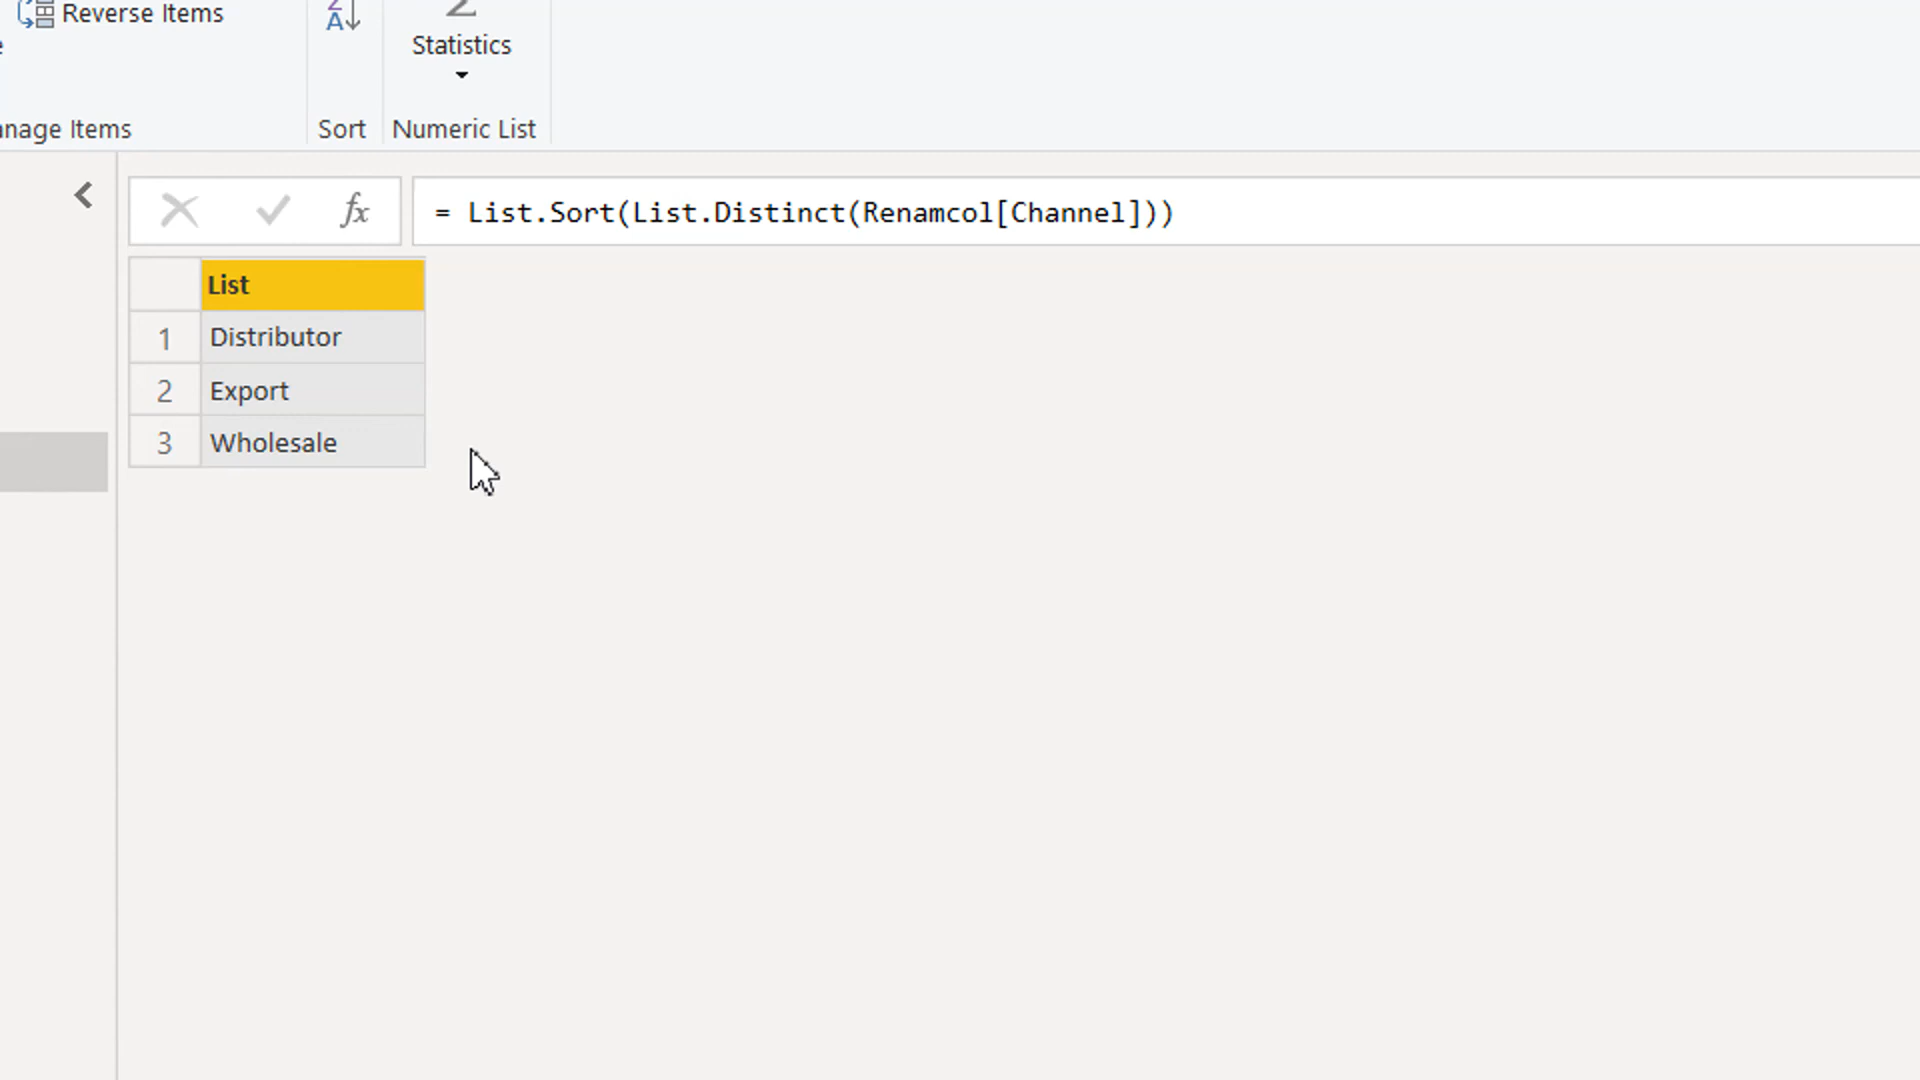 Reverse Items
Statistics
nage Items
Sort
Numeric List
fx
= List.Sort(List.Distinct(Renamcol[Channel]))
List
1 Distributor
2 Export
3 Wholesale